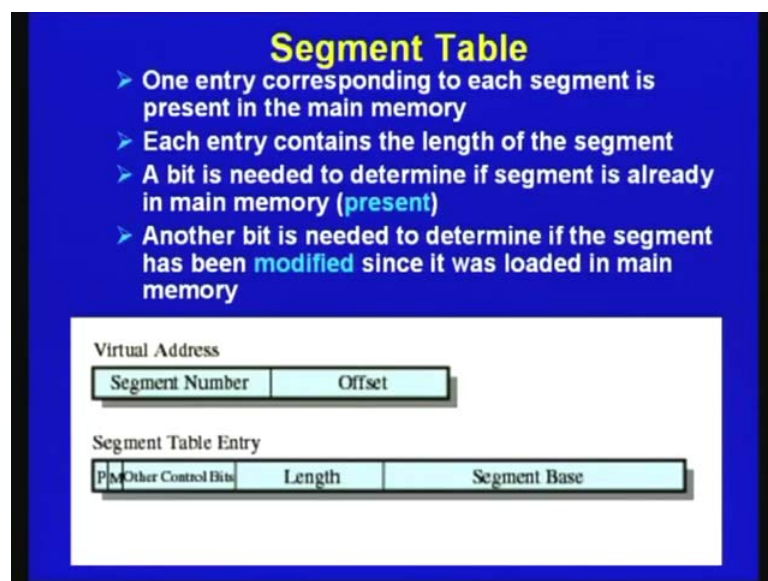 Segment Table
➢ One entry corresponding to each segment is
present in the main memory
➢ Each entry contains the length of the segment
➢ A bit is needed to determine if segment is already
in main memory (present)
➢ Another bit is needed to determine if the segment
has been modified since it was loaded in main
memory
Virtual Address
Segment Number Offset
Segment Table Entry
P M Other Control Bits Length Segment Base